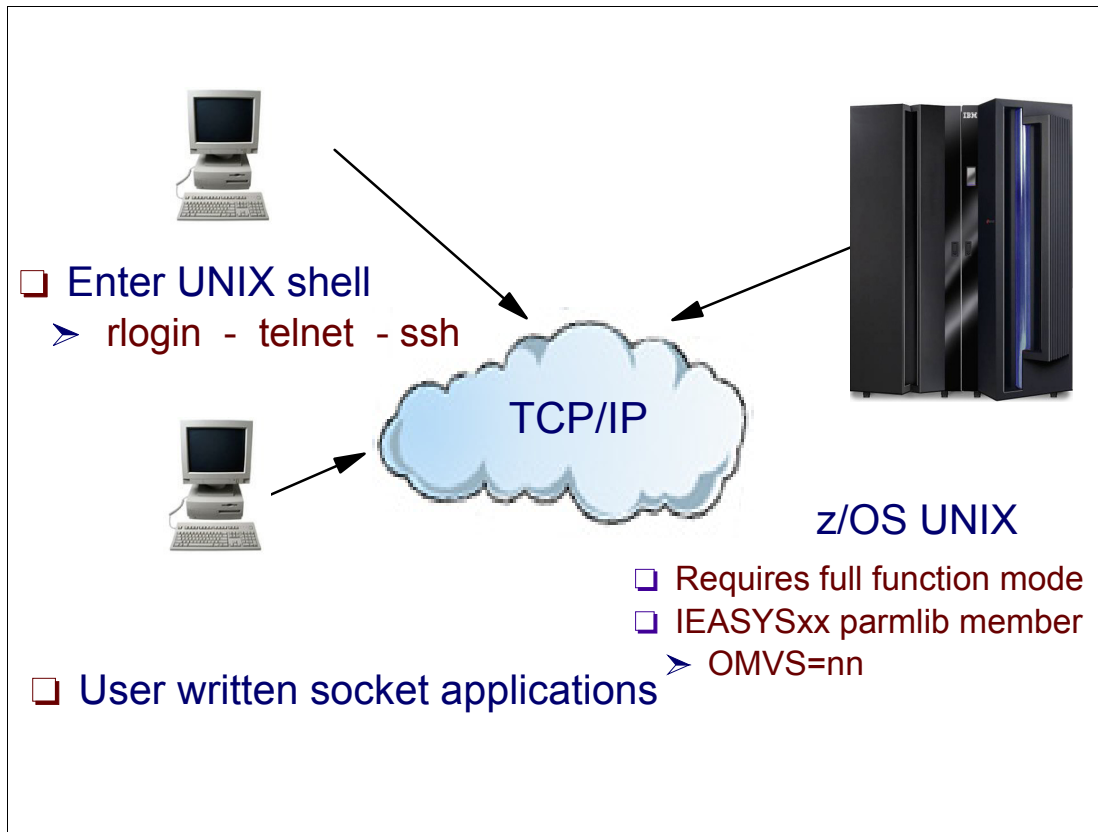 IBM
❑ Enter UNIX shell
➢ rlogin - telnet - ssh
TCP/IP
z/OS UNIX
❑ Requires full function mode
❑ IEASYSxx parmlib member
➢ OMVS=nn
❑ User written socket applications